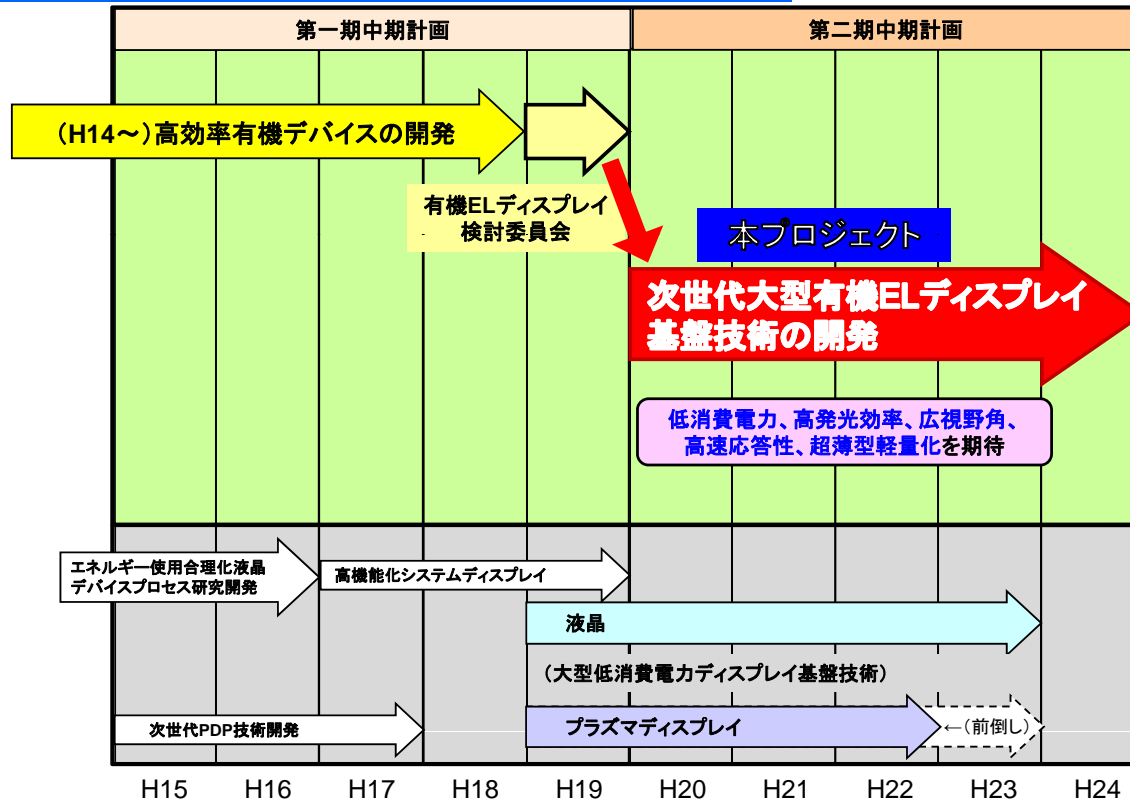 第一期中期計画
第二期中期計画
(H14～)高効率有機デバイスの開発
有機ELディスプレイ
検討委員会
本プロジェクト
次世代大型有機ELディスプレイ
基盤技術の開発
低消費電力、高発光効率、広視野角、
高速応答性、超薄型軽量化を期待
エネルギー使用合理化液晶
デバイスプロセス研究開発
高機能化システムディスプレイ
液晶
(大型低消費電力ディスプレイ基盤技術)
次世代PDP技術開発
プラズマディスプレイ
←(前倒し)
H15 H16 H17 H18 H19 H20 H21 H22 H23 H24